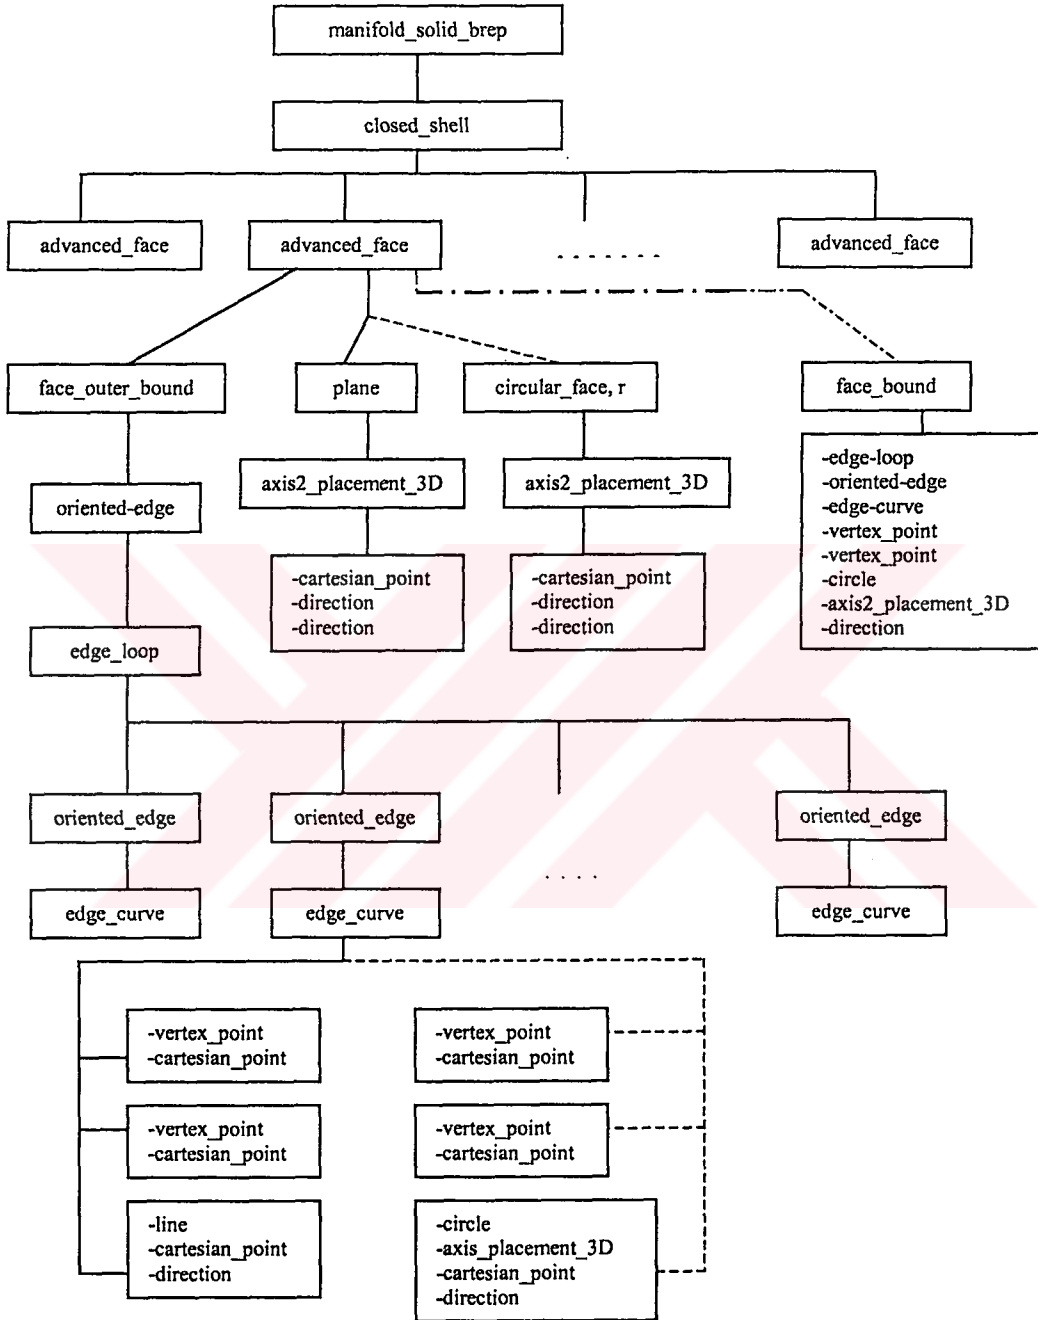 manifold_solid_brep
closed_shell
advanced_face
advanced_face
. . . . . . .
advanced_face
face_outer_bound
plane
circular_face, r
face_bound
axis2_placement_3D
axis2_placement_3D
oriented-edge
-edge-loop
-oriented-edge
-edge-curve
-vertex_point
-vertex_point
-circle
-axis2_placement_3D
-direction
-cartesian_point
-direction
-direction
-cartesian_point
-direction
-direction
edge_loop
oriented_edge
oriented_edge
oriented_edge
edge_curve
edge_curve
. . . .
edge_curve
-vertex_point
-cartesian_point
-vertex_point
-cartesian_point
-vertex_point
-cartesian_point
-vertex_point
-cartesian_point
-line
-cartesian_point
-direction
-circle
-axis_placement_3D
-cartesian_point
-direction